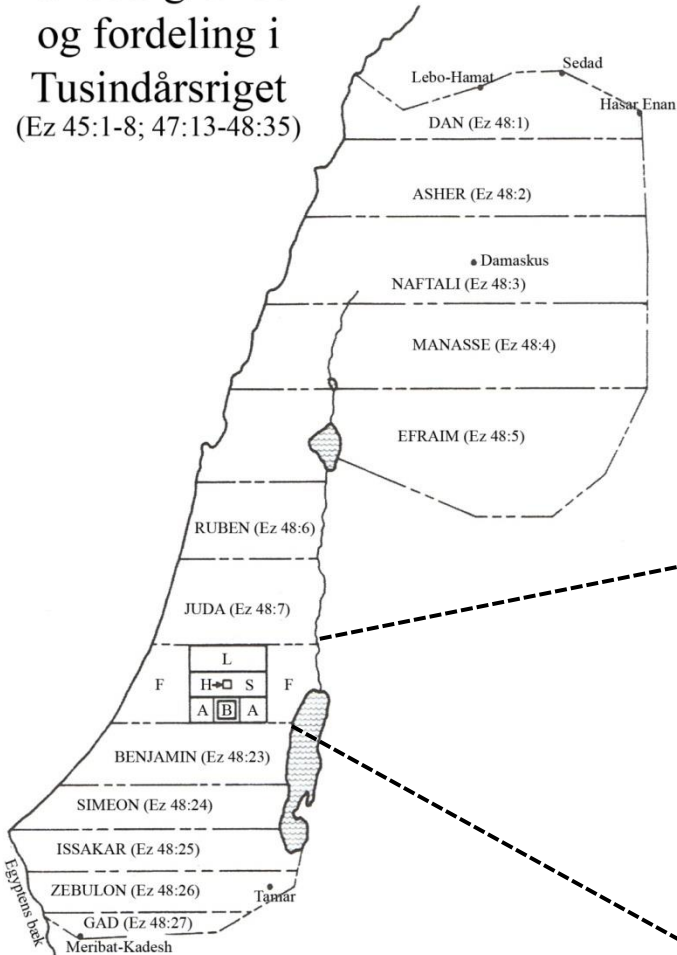 og fordeling i
Tusindårsriget
(Ez 45:1-8; 47:13-48:35)
Lebo-Hamat
Sedad
Hasar Enan
DAN (Ez 48:1)
ASHER (Ez 48:2)
Damaskus
NAFTALI (Ez 48:3)
MANASSE (Ez 48:4)
EFRAIM (Ez 48:5)
RUBEN (Ez 48:6)
JUDA (Ez 48:7)
L
F H S F
A B A
BENJAMIN (Ez 48:23)
SIMEON (Ez 48:24)
ISSAKAR (Ez 48:25)
ZEBULON (Ez 48:26)
Tamar
GAD (Ez 48:27)
Meribat-Kadesh
Egyptens bæk